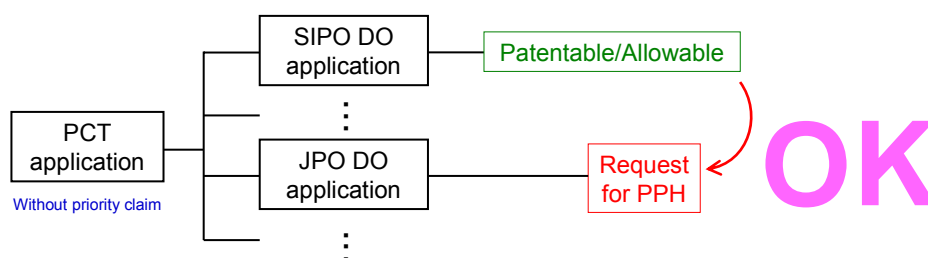 SIPO DO
application
Patentable/Allowable
PCT
application
Without priority claim
JPO DO
application
Request
for PPH
OK